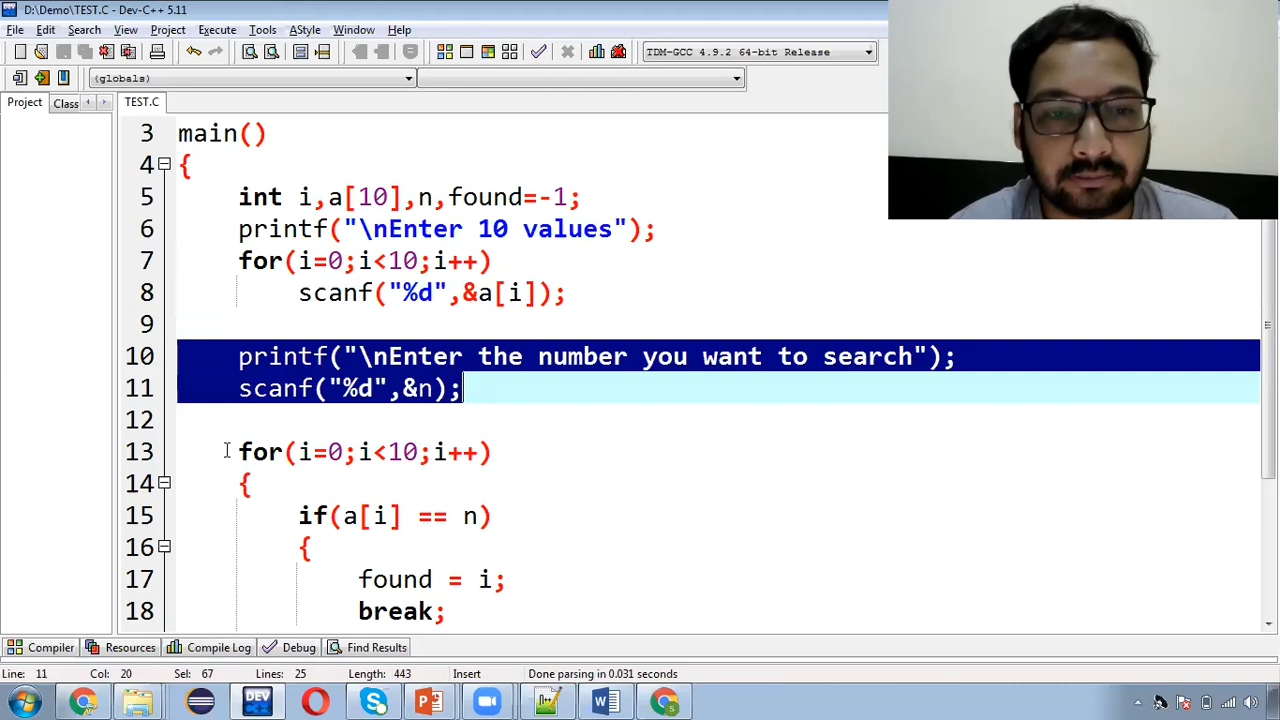 D:\Demo\TEST.C - Dev-C++ 5.11
File Edit Search View Project Execute Tools AStyle Window Help
TDM-GCC 4.9.2 64-bit Release
(globals)
Project Class TEST.C
3 main()
4 {
5 int i,a[10],n,found=-1;
6 printf("\nEnter 10 values");
7 for(i=0;i<10;i++)
8 scanf("%d",&a[i]);
9
10 printf("\nEnter the number you want to search");
11 scanf("%d",&n);
12
13 for(i=0;i<10;i++)
14 {
15 if(a[i] == n)
16 {
17 found = i;
18 break;
Compiler Resources Compile Log Debug Find Results
Line: 11 Col: 20 Sel: 67 Lines: 25 Length: 443 Insert Done parsing in 0.031 seconds
DEV C++